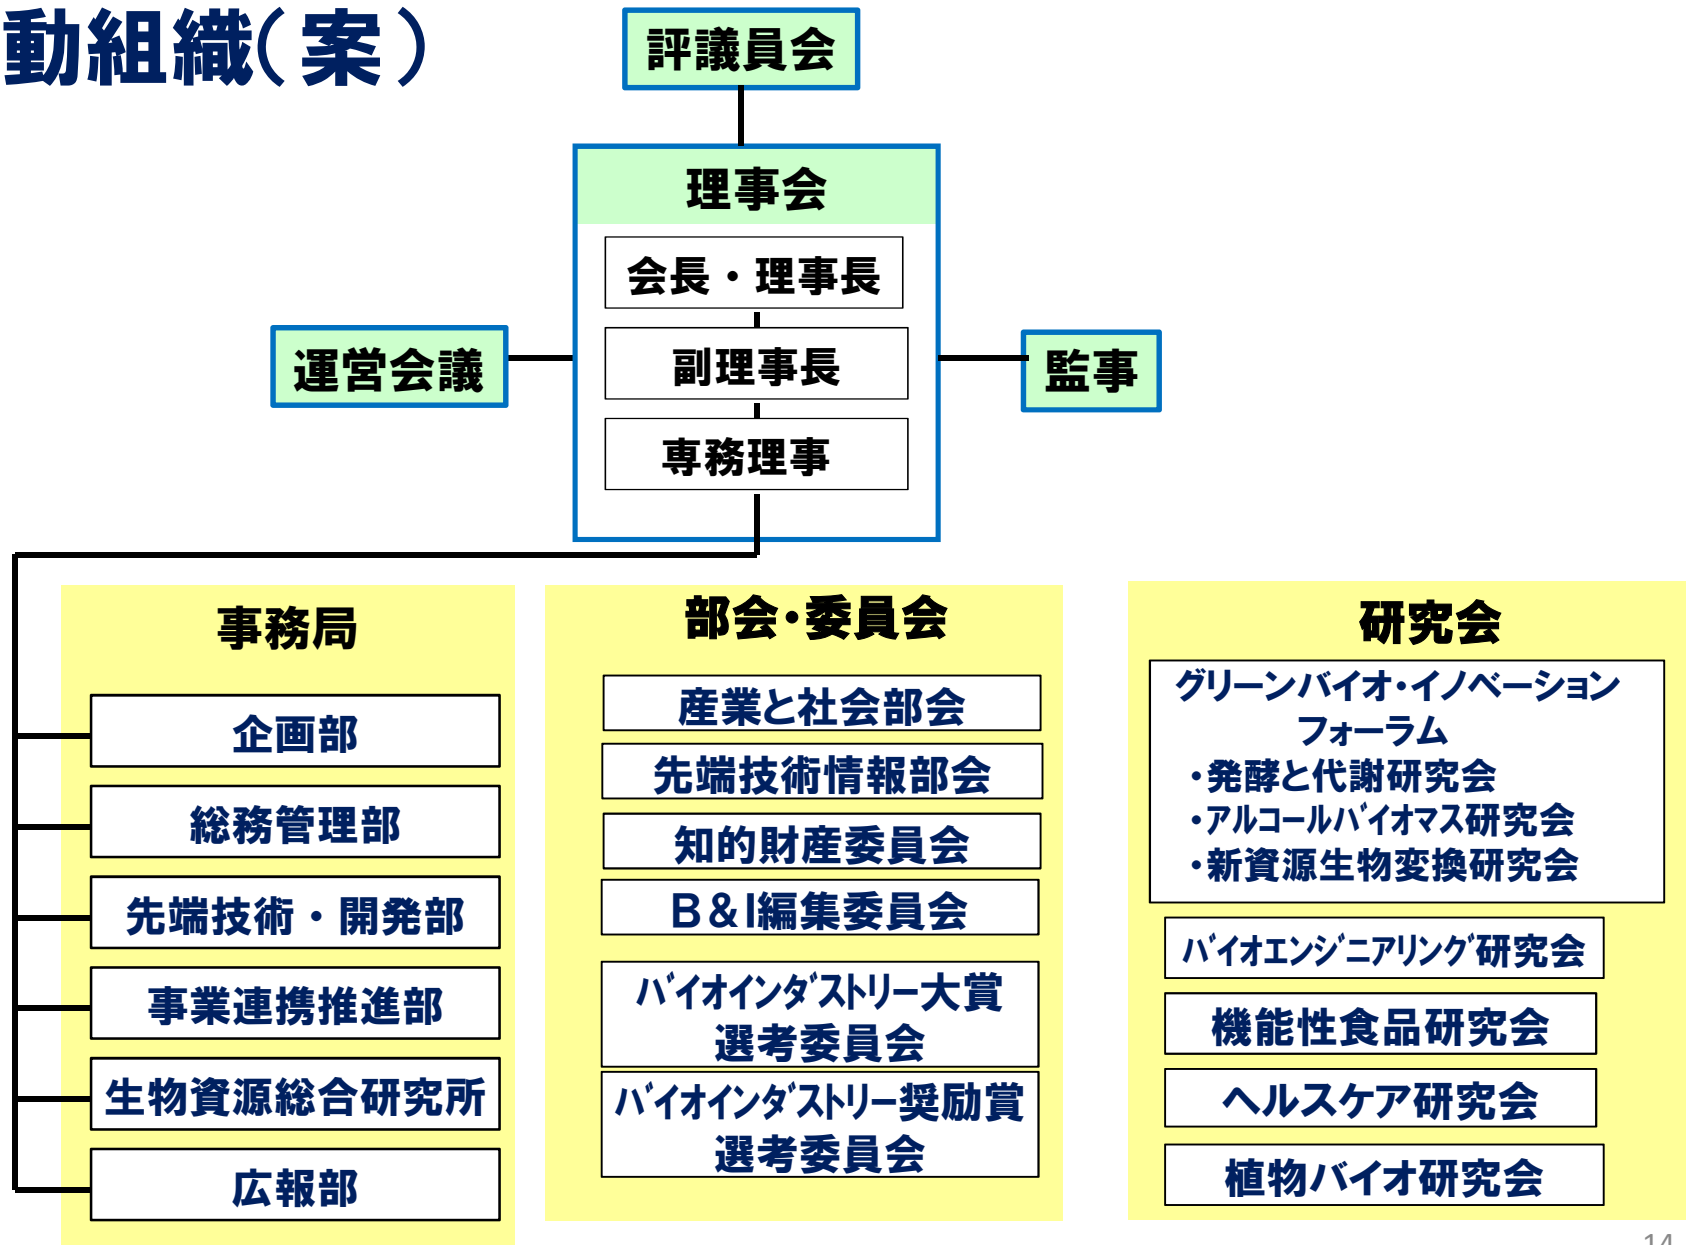 動組織(案)
評議員会
理事会
会長・理事長
副理事長
専務理事
運営会議
監事
事務局
企画部
総務管理部
先端技術・開発部
事業連携推進部
生物資源総合研究所
広報部
部会・委員会
産業と社会部会
先端技術情報部会
知的財産委員会
B&I編集委員会
バイオインダストリー大賞
選考委員会
バイオインダストリー奨励賞
選考委員会
研究会
グリーンバイオ・イノベーション
フォーラム
・発酵と代謝研究会
・アルコールバイオマス研究会
・新資源生物変換研究会
バイオエンジニアリング研究会
機能性食品研究会
ヘルスケア研究会
植物バイオ研究会
14